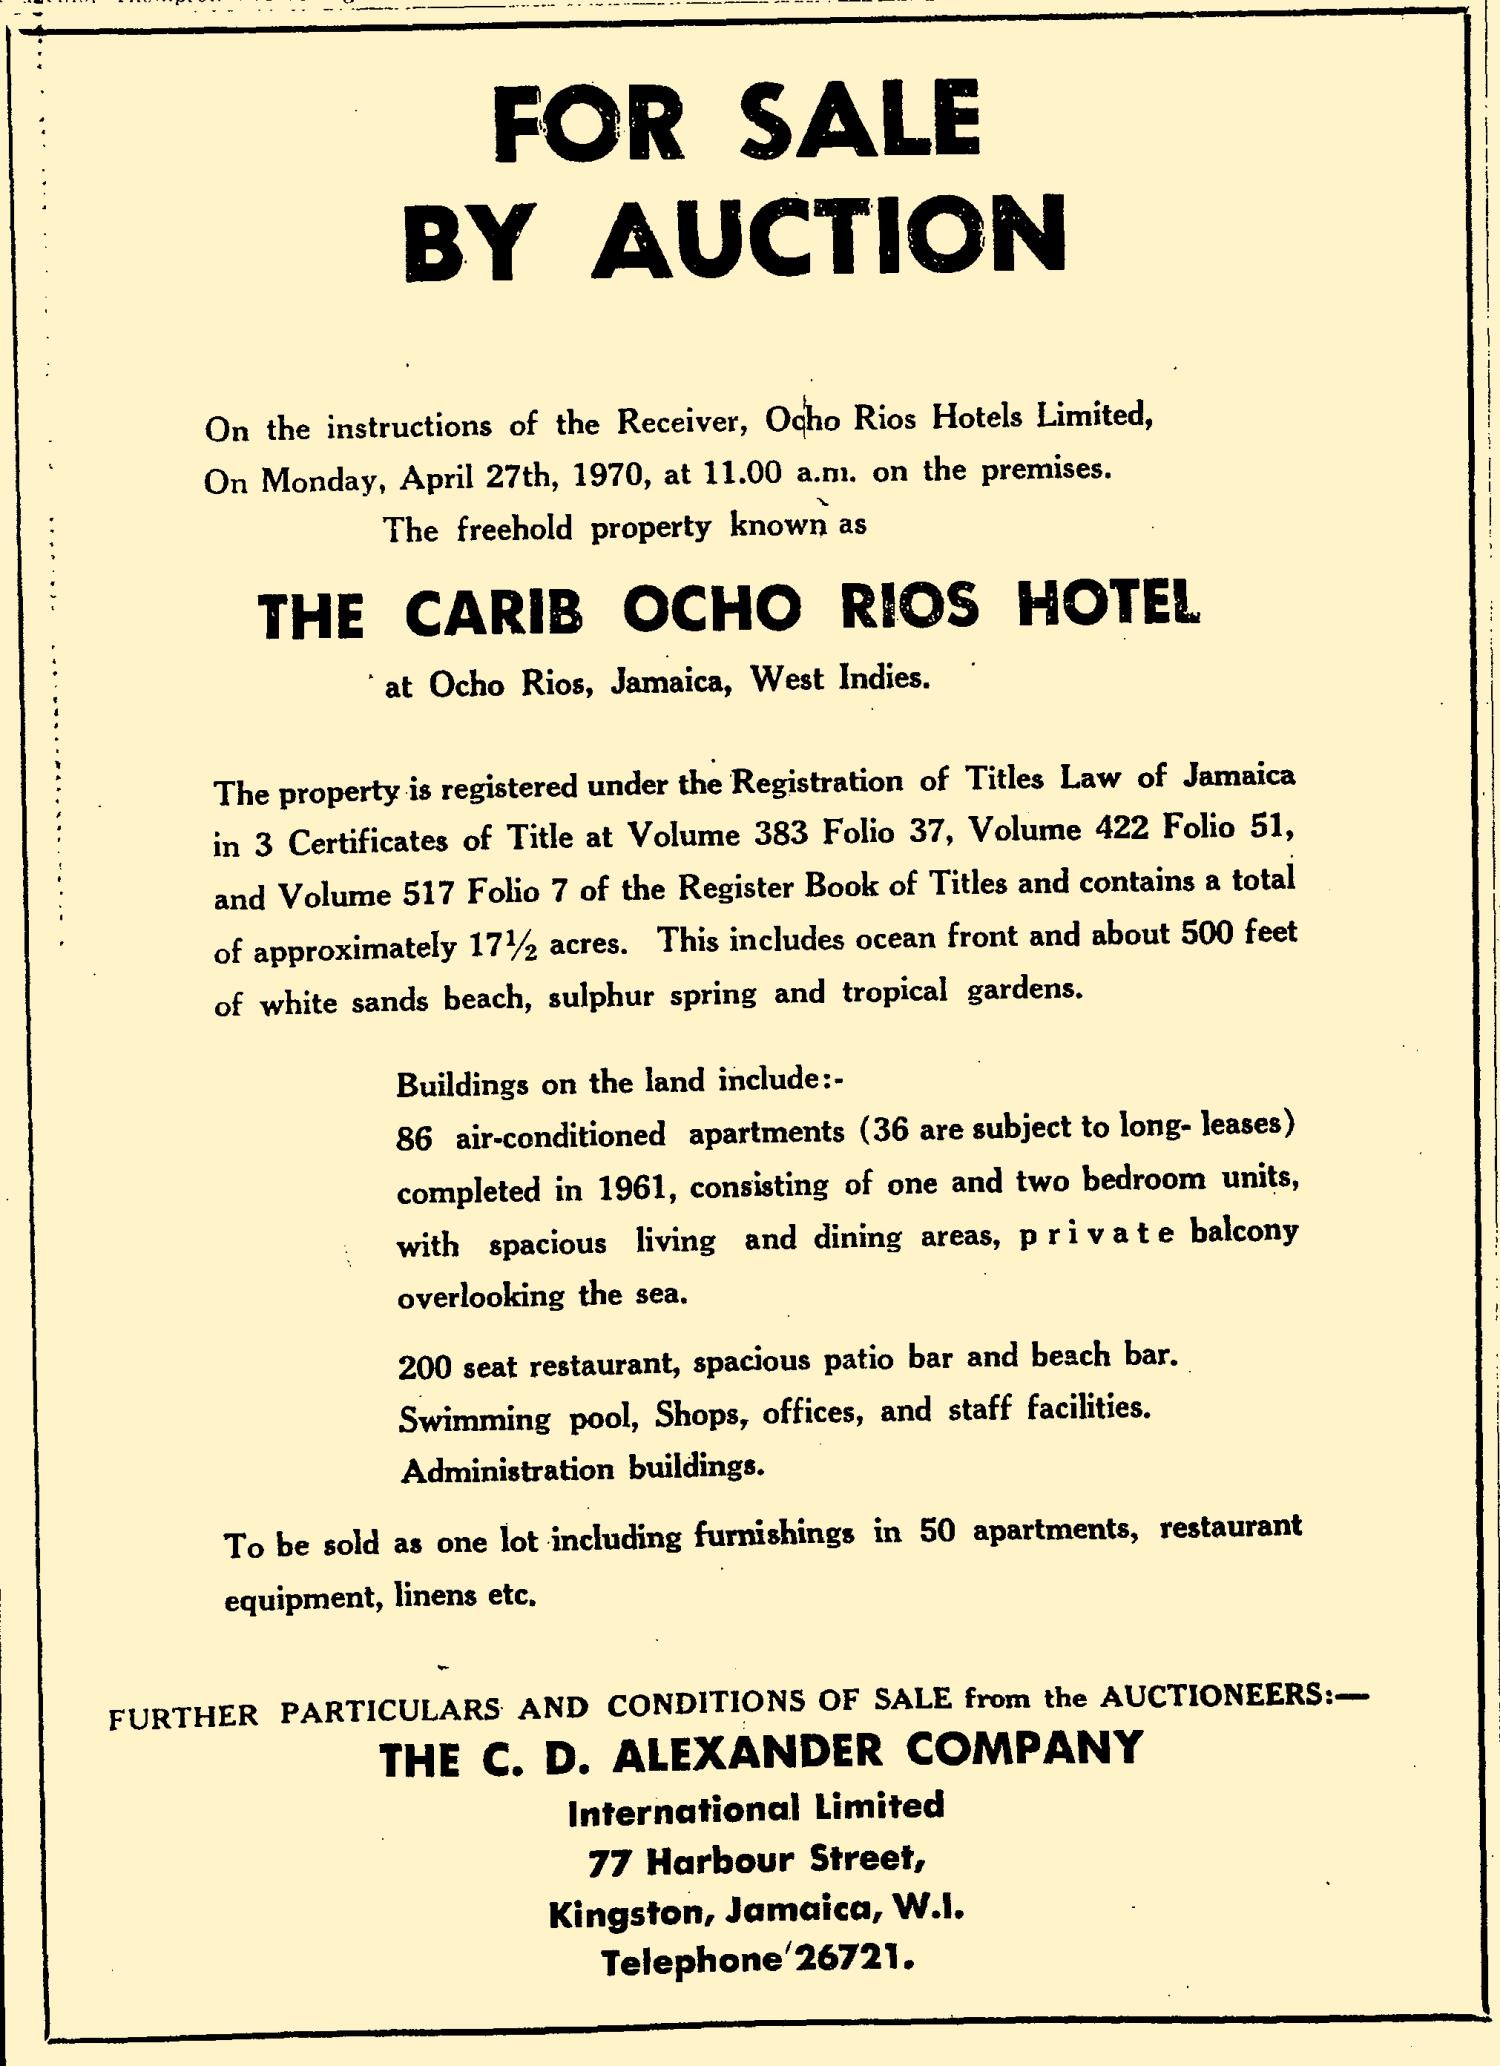 FOR SALE
BY AUCTION
On the instructions of the Receiver, Ocho Rios Hotels Limited,
On Monday, April 27th, 1970, at 11.00 a.m. on the premises.
The freehold property known as
THE CARIB OCHO RIOS HOTEL
at Ocho Rios, Jamaica, West Indies.
The property is registered under the Registration of Titles Law of Jamaica
in 3 Certificates of Title at Volume 383 Folio 37, Volume 422 Folio 51,
and Volume 517 Folio 7 of the Register Book of Titles and contains a total
of approximately 17½ acres. This includes ocean front and about 500 feet
of white sands beach, sulphur spring and tropical gardens.
Buildings on the land include:-
86 air-conditioned apartments (36 are subject to long- leases)
completed in 1961, consisting of one and two bedroom units,
with spacious living and dining areas, private balcony
overlooking the sea.
200 seat restaurant, spacious patio bar and beach bar.
Swimming pool, Shops, offices, and staff facilities.
Administration buildings.
To be sold as one lot including furnishings in 50 apartments, restaurant
equipment, linens etc.
FURTHER PARTICULARS AND CONDITIONS OF SALE from the AUCTIONEERS:—
THE C. D. ALEXANDER COMPANY
International Limited
77 Harbour Street,
Kingston, Jamaica, W.I.
Telephone 26721.